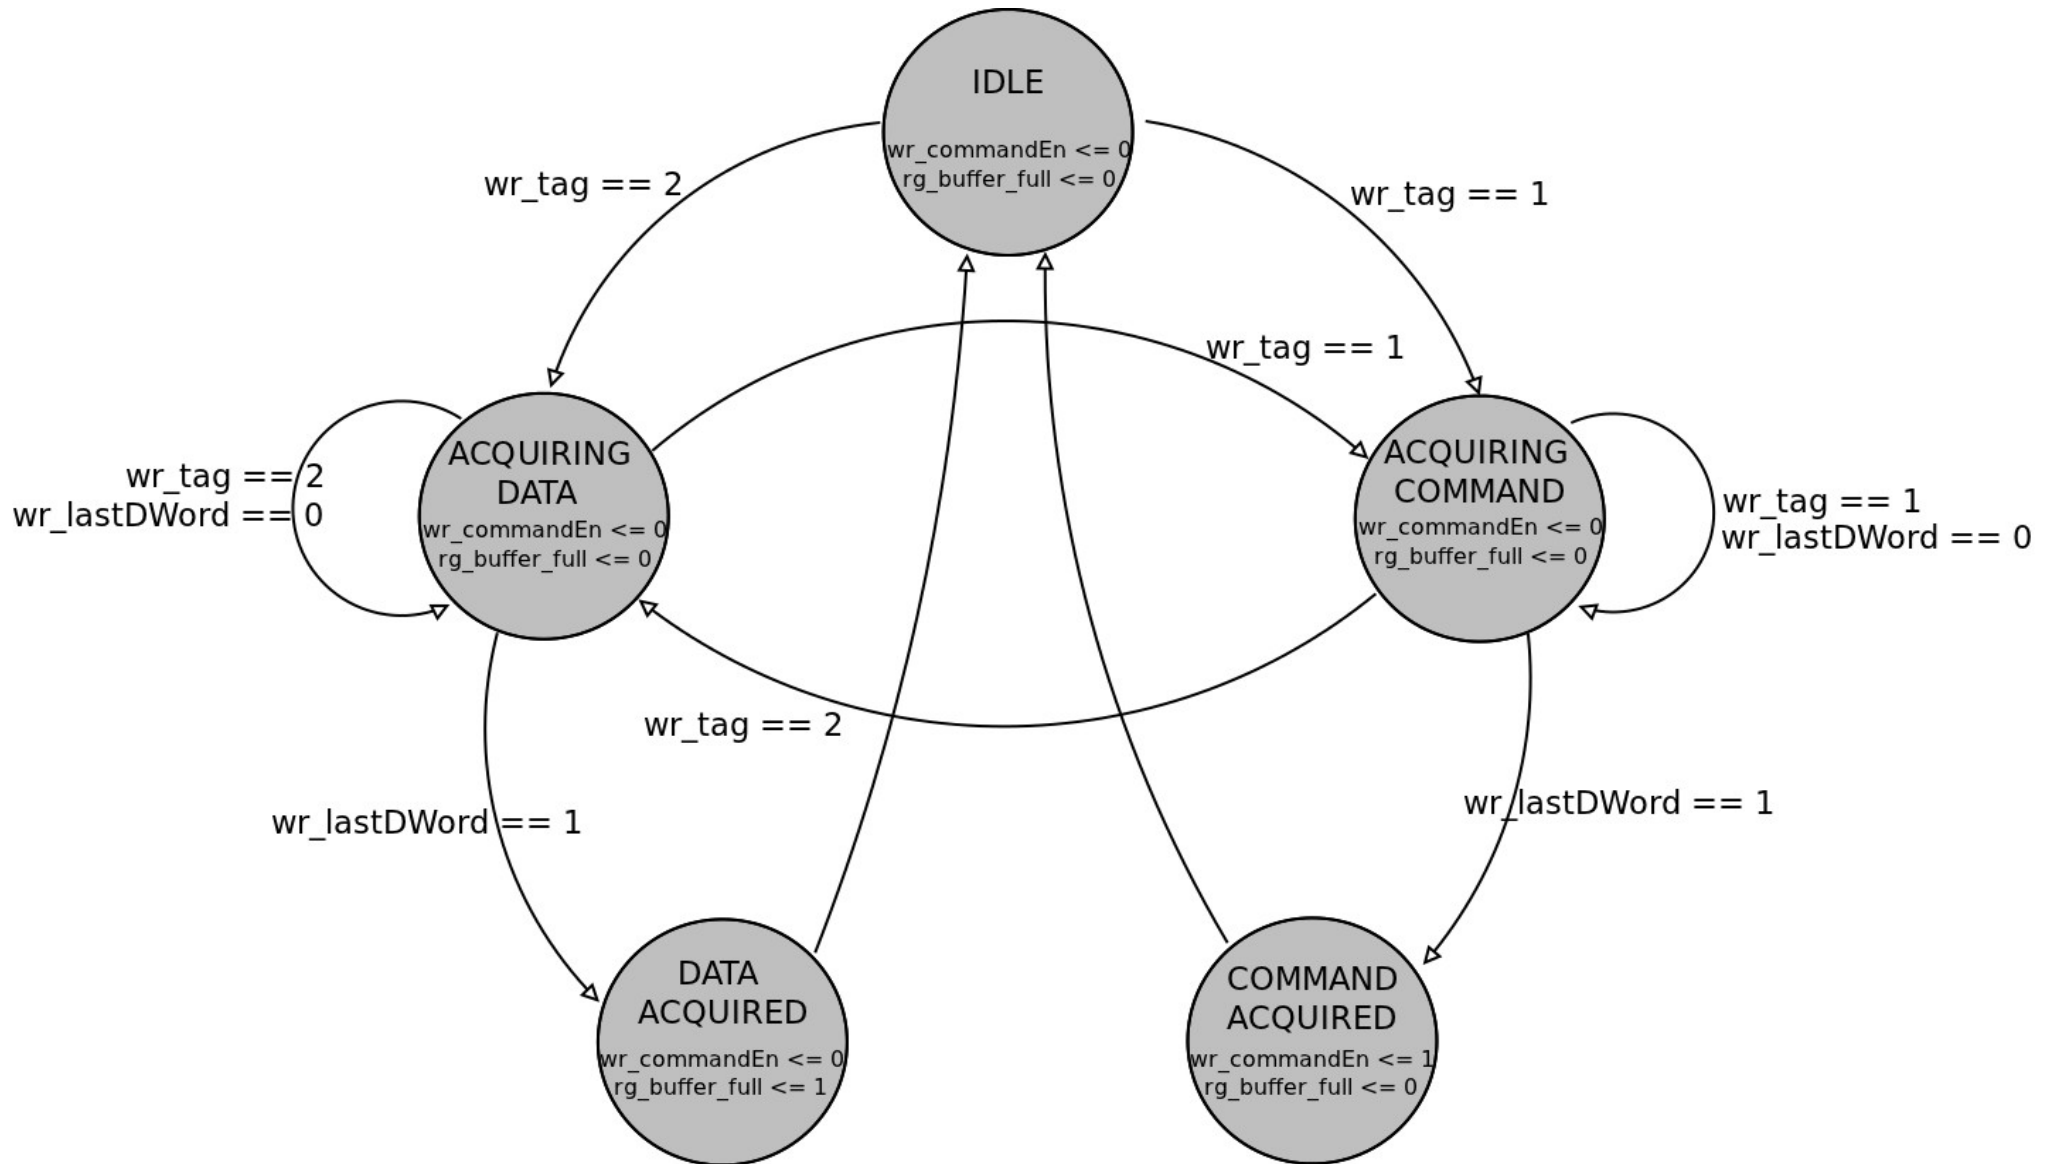 IDLE
wr_commandEn <= 0
rg_buffer_full <= 0
wr_tag == 2
wr_tag == 1
wr_tag == 1
ACQUIRING
DATA
wr_commandEn <= 0
rg_buffer_full <= 0
wr_tag == 2
wr_lastDWord == 0
ACQUIRING
COMMAND
wr_commandEn <= 0
rg_buffer_full <= 0
wr_tag == 1
wr_lastDWord == 0
wr_tag == 2
wr_lastDWord == 1
wr_lastDWord == 1
DATA
ACQUIRED
wr_commandEn <= 0
rg_buffer_full <= 1
COMMAND
ACQUIRED
wr_commandEn <= 1
rg_buffer_full <= 0